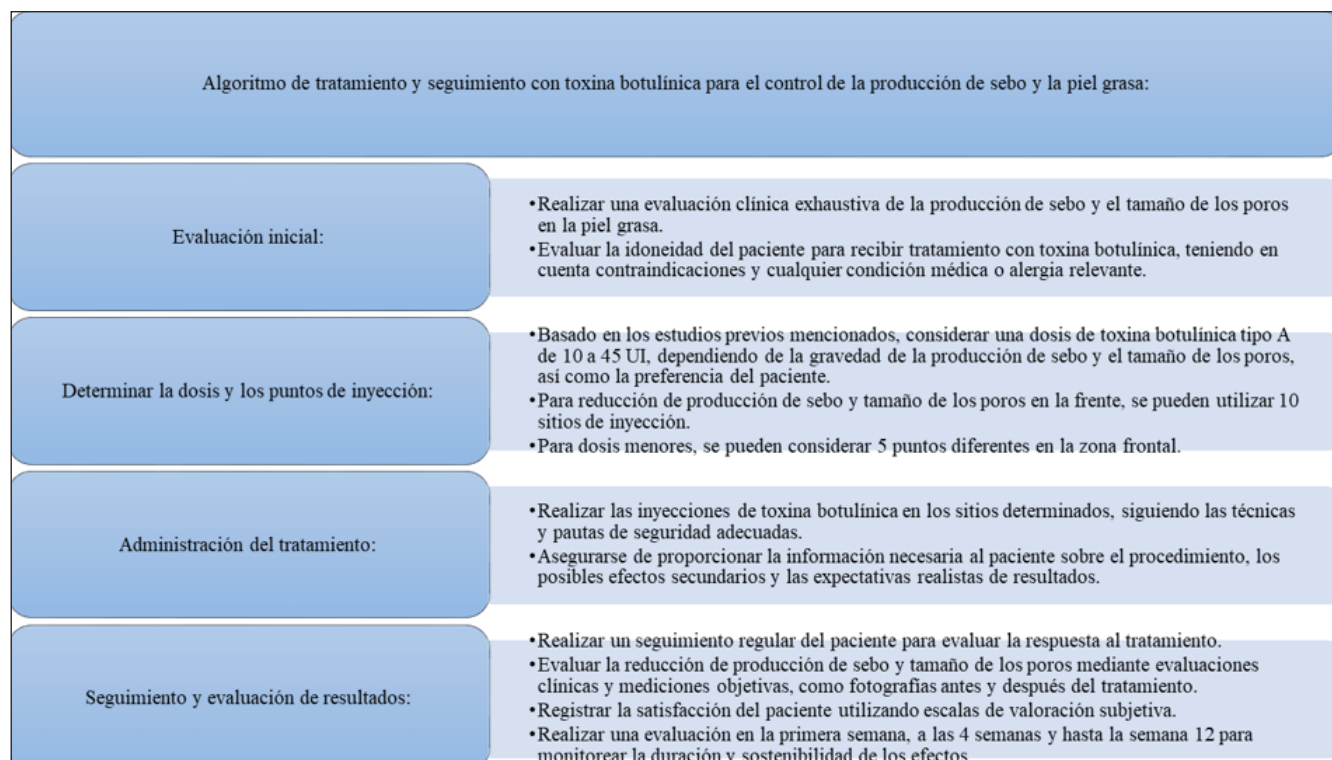 Algoritmo de tratamiento y seguimiento con toxina botulínica para el control de la producción de sebo y la piel grasa:
Evaluación inicial:
•Realizar una evaluación clínica exhaustiva de la producción de sebo y el tamaño de los poros
en la piel grasa.
•Evaluar la idoneidad del paciente para recibir tratamiento con toxina botulínica, teniendo en
cuenta contraindicaciones y cualquier condición médica o alergia relevante.
Determinar la dosis y los puntos de inyección:
•Basado en los estudios previos mencionados, considerar una dosis de toxina botulínica tipo A
de 10 a 45 UI, dependiendo de la gravedad de la producción de sebo y el tamaño de los poros,
así como la preferencia del paciente.
•Para reducción de producción de sebo y tamaño de los poros en la frente, se pueden utilizar 10
sitios de inyección.
•Para dosis menores, se pueden considerar 5 puntos diferentes en la zona frontal.
Administración del tratamiento:
•Realizar las inyecciones de toxina botulínica en los sitios determinados, siguiendo las técnicas
y pautas de seguridad adecuadas.
•Asegurarse de proporcionar la información necesaria al paciente sobre el procedimiento, los
posibles efectos secundarios y las expectativas realistas de resultados.
Seguimiento y evaluación de resultados:
•Realizar un seguimiento regular del paciente para evaluar la respuesta al tratamiento.
•Evaluar la reducción de producción de sebo y tamaño de los poros mediante evaluaciones
clínicas y mediciones objetivas, como fotografías antes y después del tratamiento.
•Registrar la satisfacción del paciente utilizando escalas de valoración subjetiva.
•Realizar una evaluación en la primera semana, a las 4 semanas y hasta la semana 12 para
monitorear la duración y sostenibilidad de los efectos